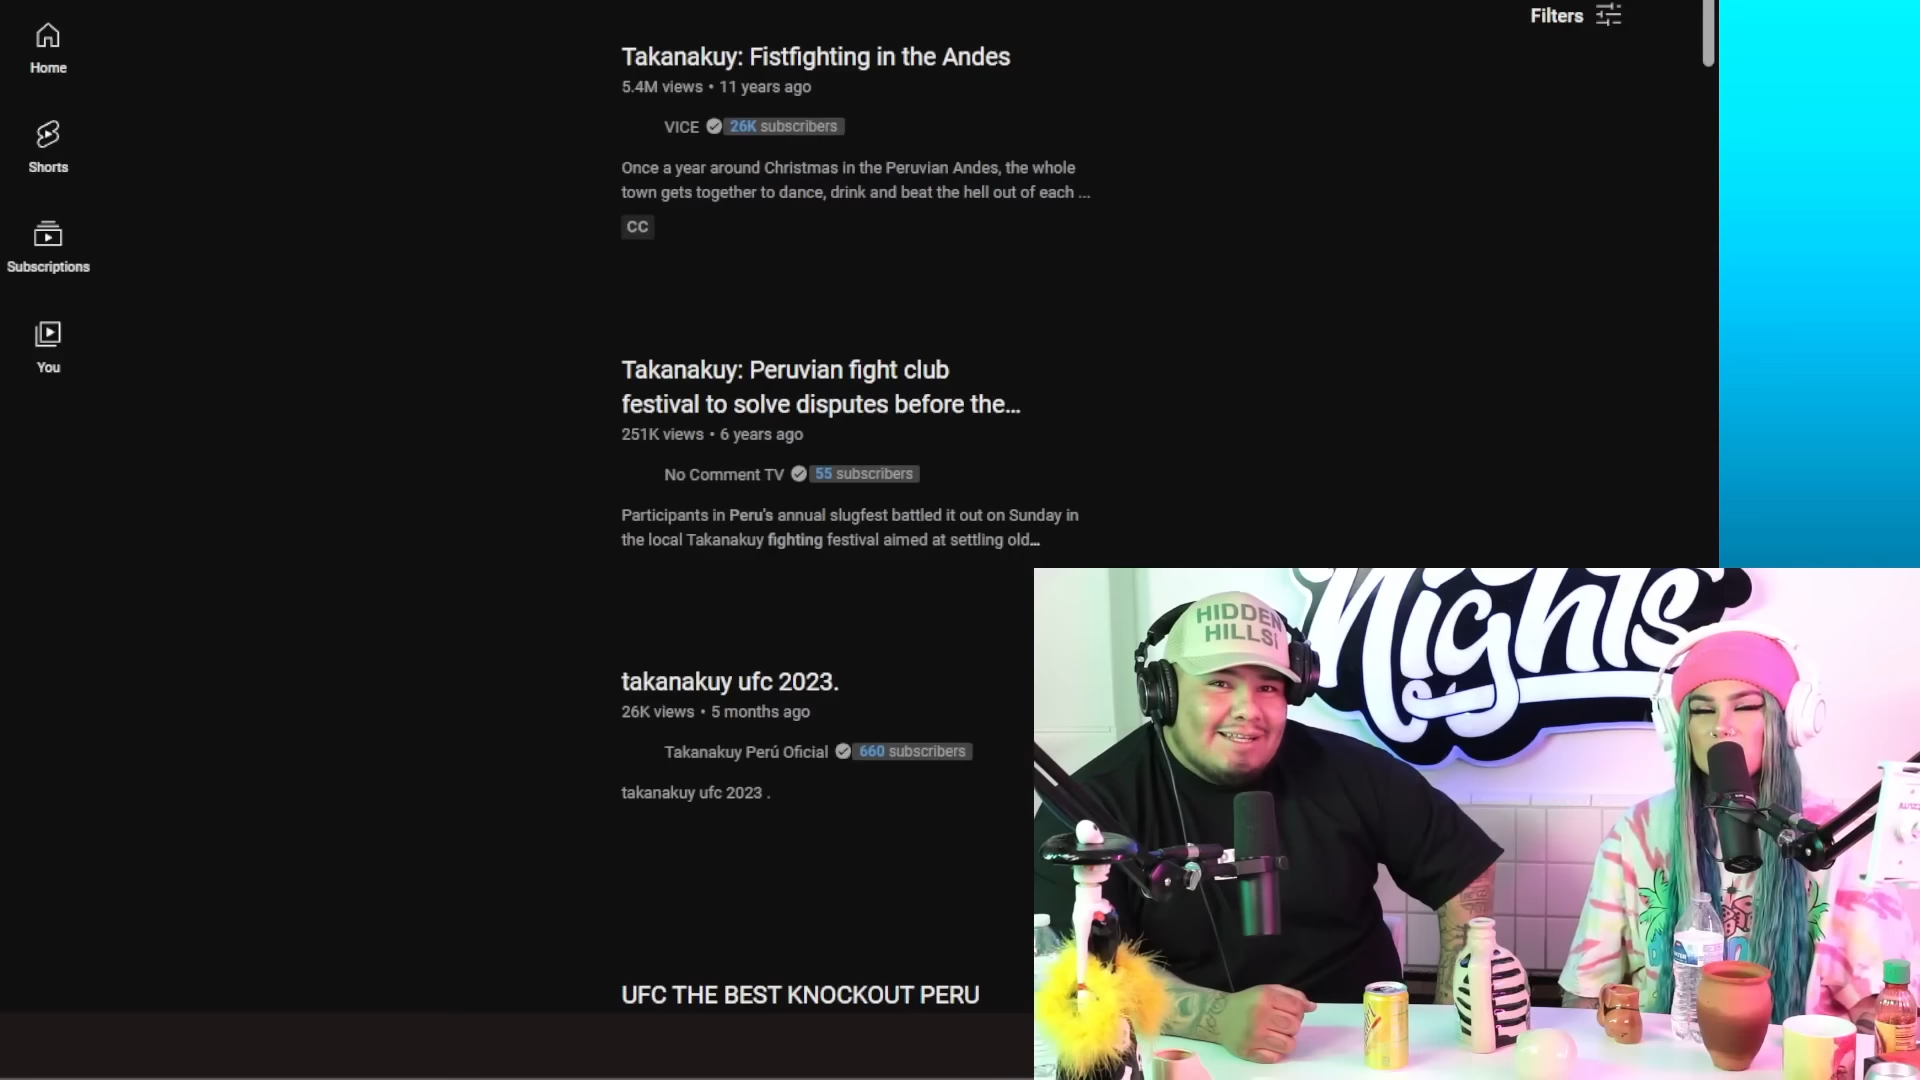 Filters
Home
Shorts
Subscriptions
You
Takanakuy: Fistfighting in the Andes
5.4M views • 11 years ago
VICE 26K subscribers
Once a year around Christmas in the Peruvian Andes, the whole
town gets together to dance, drink and beat the hell out of each ...
CC
Takanakuy: Peruvian fight club
festival to solve disputes before the...
251K views • 6 years ago
No Comment TV 55 subscribers
Participants in Peru's annual slugfest battled it out on Sunday in
the local Takanakuy fighting festival aimed at settling old...
takanakuy ufc 2023.
26K views • 5 months ago
Takanakuy Perú Oficial 660 subscribers
takanakuy ufc 2023 .
UFC THE BEST KNOCKOUT PERU
HIDDEN
HILLS
Nights